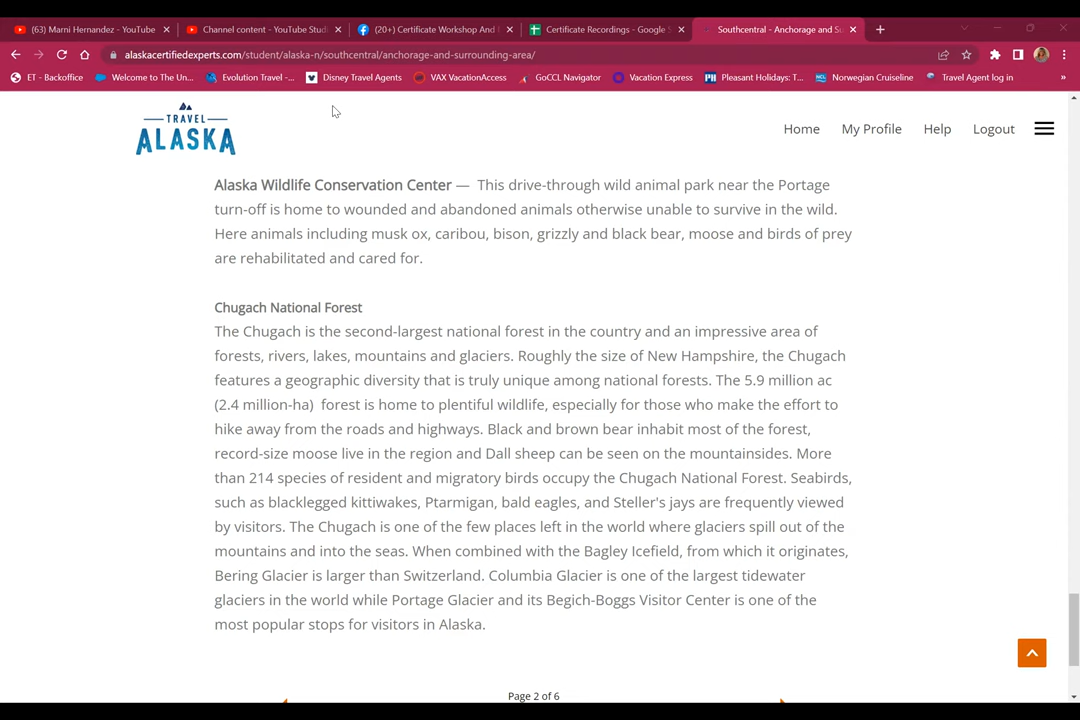 (63) Marni Hernandez - YouTube
Channel content - YouTube Studi
(20+) Certificate Workshop And
Certificate Recordings - Google
Southcentral - Anchorage and Su
alaskacertifiedexperts.com/student/alaska-n/southcentral/anchorage-and-surrounding-area/
ET - Backoffice
Welcome to The Un...
Evolution Travel -...
Disney Travel Agents
VAX VacationAccess
GoCCL Navigator
Vacation Express
Pleasant Holidays: T...
Norwegian Cruiseline
Travel Agent log in
TRAVEL
ALASKA
Home
My Profile
Help
Logout
Alaska Wildlife Conservation Center — This drive-through wild animal park near the Portage
turn-off is home to wounded and abandoned animals otherwise unable to survive in the wild.
Here animals including musk ox, caribou, bison, grizzly and black bear, moose and birds of prey
are rehabilitated and cared for.
Chugach National Forest
The Chugach is the second-largest national forest in the country and an impressive area of
forests, rivers, lakes, mountains and glaciers. Roughly the size of New Hampshire, the Chugach
features a geographic diversity that is truly unique among national forests. The 5.9 million ac
(2.4 million-ha) forest is home to plentiful wildlife, especially for those who make the effort to
hike away from the roads and highways. Black and brown bear inhabit most of the forest,
record-size moose live in the region and Dall sheep can be seen on the mountainsides. More
than 214 species of resident and migratory birds occupy the Chugach National Forest. Seabirds,
such as blacklegged kittiwakes, Ptarmigan, bald eagles, and Steller's jays are frequently viewed
by visitors. The Chugach is one of the few places left in the world where glaciers spill out of the
mountains and into the seas. When combined with the Bagley Icefield, from which it originates,
Bering Glacier is larger than Switzerland. Columbia Glacier is one of the largest tidewater
glaciers in the world while Portage Glacier and its Begich-Boggs Visitor Center is one of the
most popular stops for visitors in Alaska.
Page 2 of 6